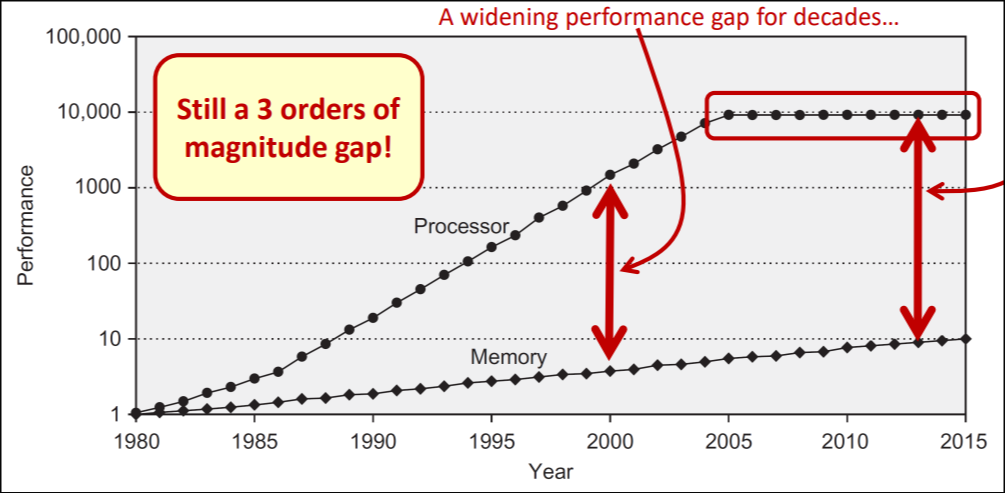 A widening performance gap for decades…
100,000
10,000
1000
100
10
1
Performance
Still a 3 orders of
magnitude gap!
Processor
Memory
1980
1985
1990
1995
2000
2005
2010
2015
Year